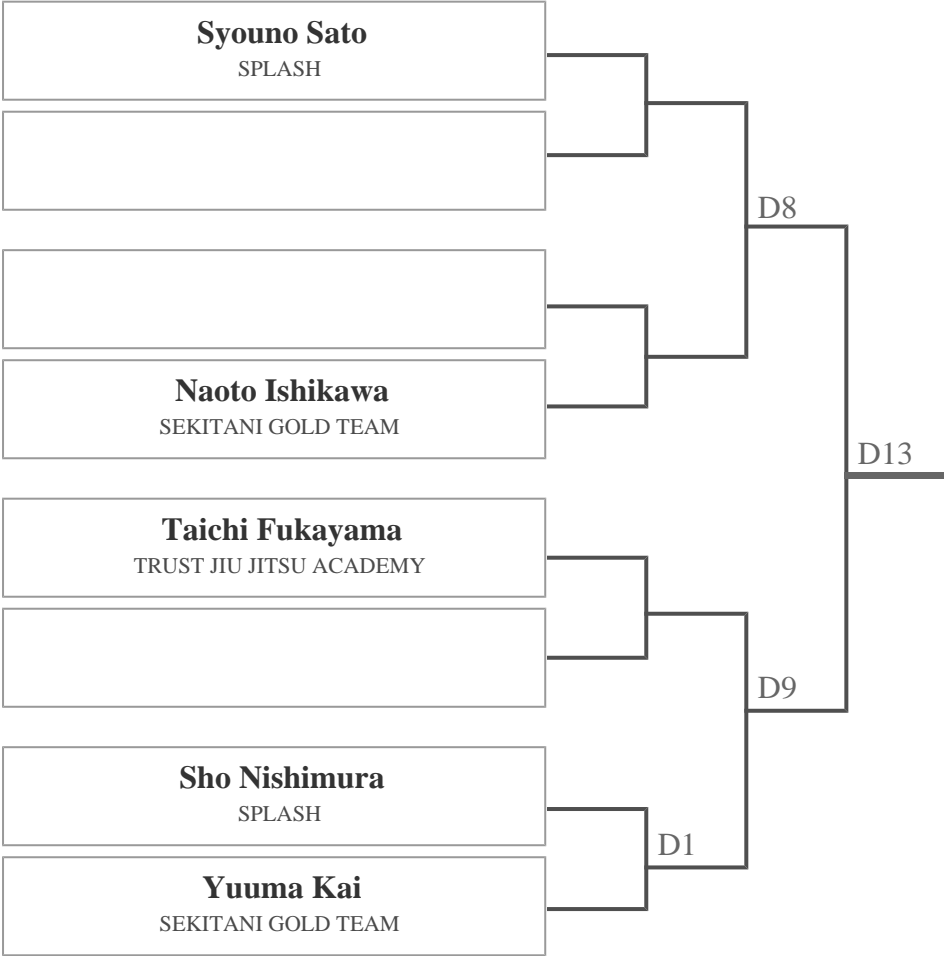 Syouno Sato
SPLASH
D8
Naoto Ishikawa
SEKITANI GOLD TEAM
D13
Taichi Fukayama
TRUST JIU JITSU ACADEMY
D9
Sho Nishimura
SPLASH
D1
Yuuma Kai
SEKITANI GOLD TEAM